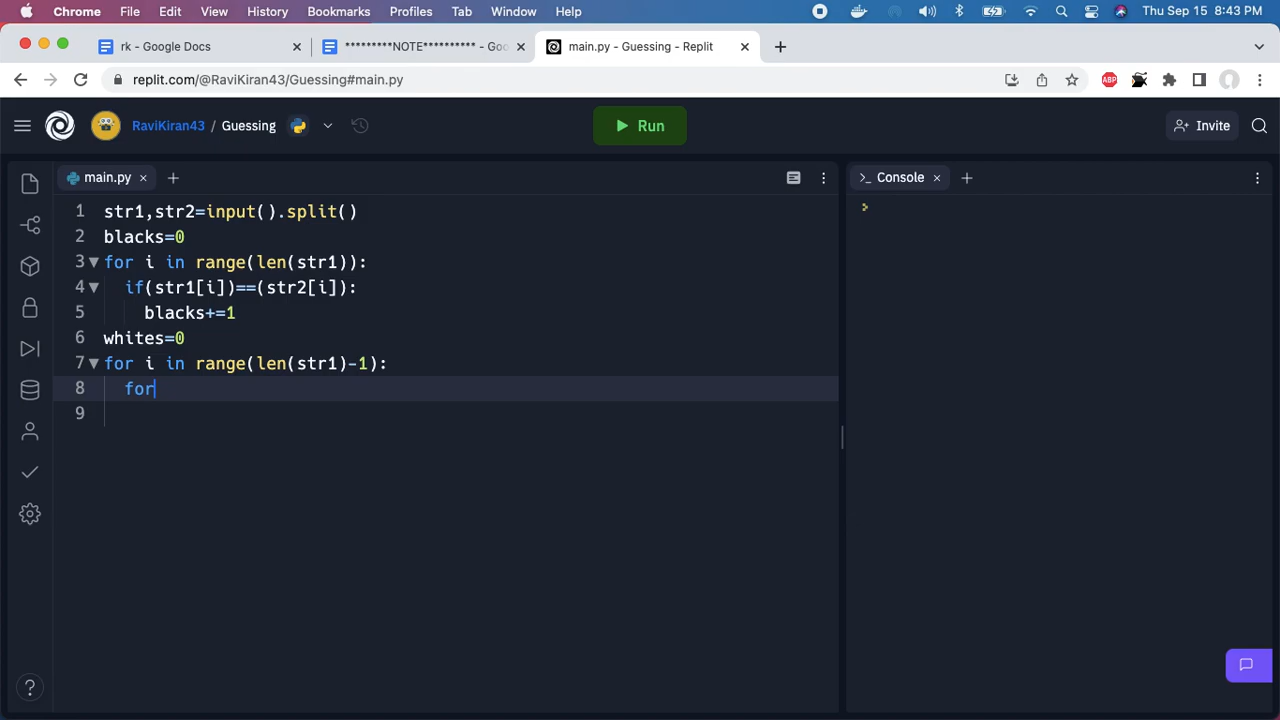 Chrome File Edit View History Bookmarks Profiles Tab Window Help Thu Sep 15 8:43 PM
rk - Google Docs *********NOTE********** - Goo main.py - Guessing - Replit
replit.com/@RaviKiran43/Guessing#main.py ABP
RaviKiran43 / Guessing Run Invite
main.py Console
1 str1,str2=input().split()
2 blacks=0
3 for i in range(len(str1)):
4 if(str1[i])==(str2[i]):
5 blacks+=1
6 whites=0
7 for i in range(len(str1)-1):
8 for
9